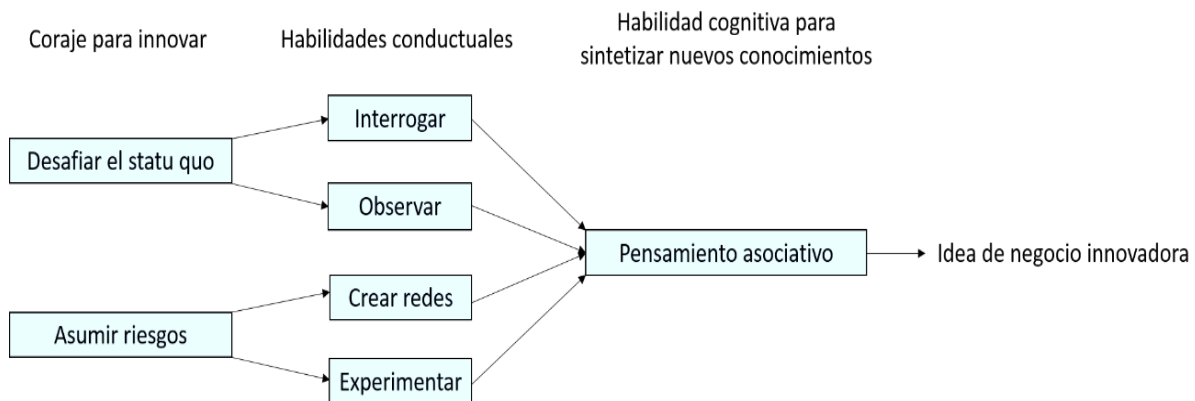 Coraje para innovar
Habilidades conductuales
Habilidad cognitiva para
sintetizar nuevos conocimientos
Desafiar el statu quo
Asumir riesgos
Interrogar
Observar
Crear redes
Experimentar
Pensamiento asociativo
Idea de negocio innovadora